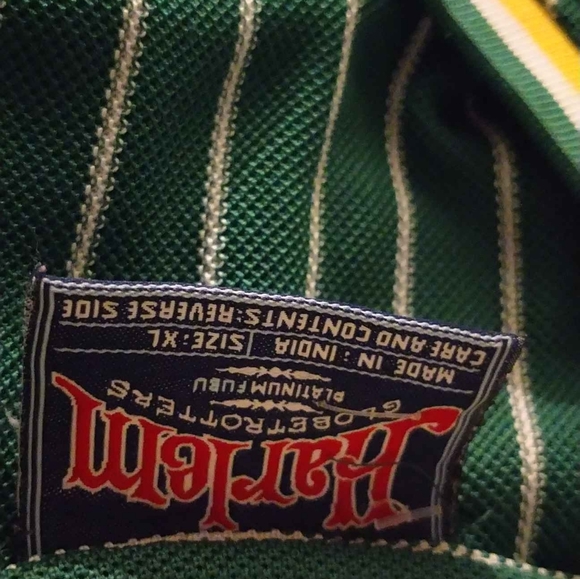 Harlem
GLOBETROTTERS
PLATINUM FUBU
MADE IN : INDIA SIZE: XL
CARE AND CONTENTS: REVERSE SIDE